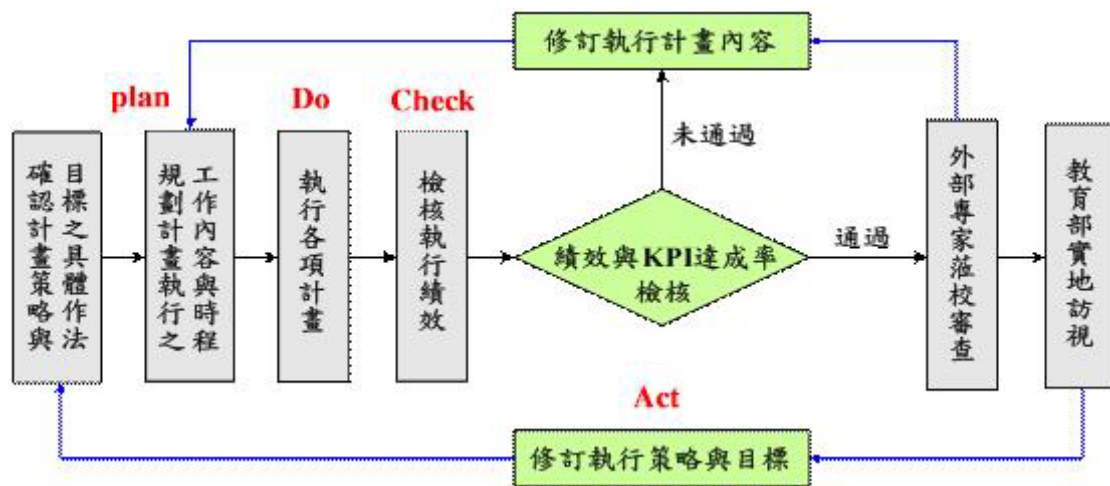 修訂執行計畫內容
plan
Do
Check
未通過
確認計畫策略與
目標之具體作法
規劃計畫執行之
工作內容與時程
執行各項計畫
檢核執行績效
績效與KPI達成率
檢核
通過
外部專家蒞校審查
教育部實地訪視
Act
修訂執行策略與目標